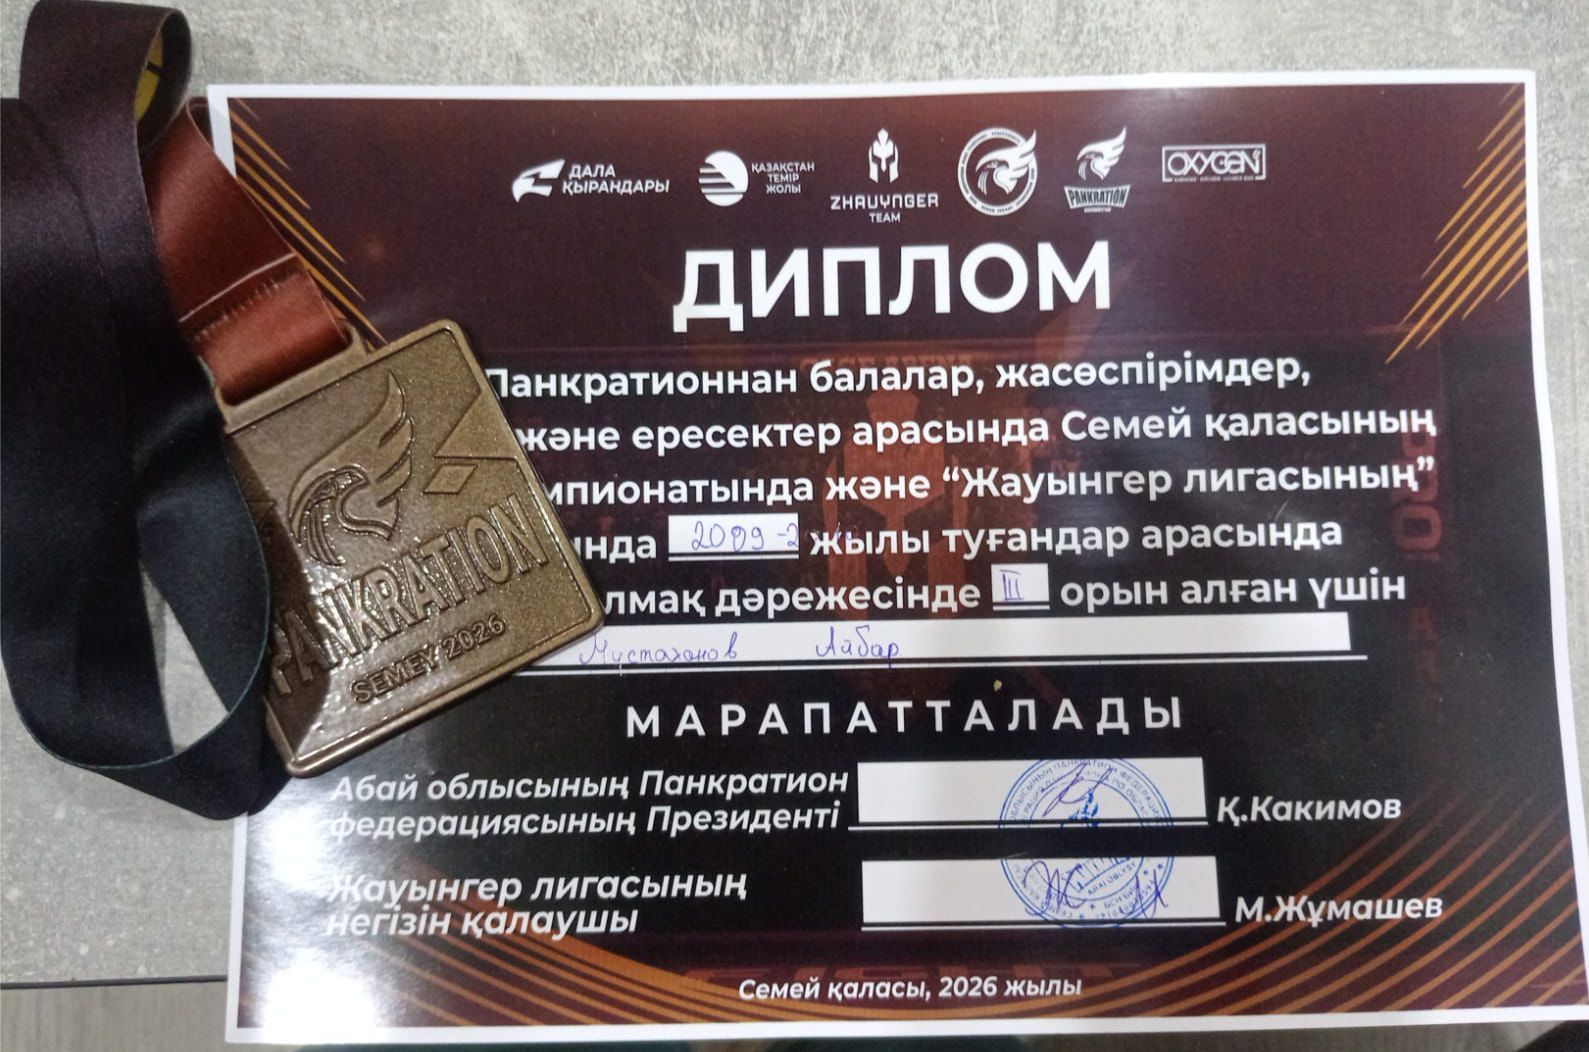 ДАЛА
ҚЫРАНДАРЫ
ҚАЗАҚСТАН
ТЕМІР
ЖОЛЫ
ZHAUYNGER
TEAM
PANKRATION
OXYGEN
ДИПЛОМ
Панкратионнан балалар, жасөспірімдер,
және ересектер арасында Семей қаласының
мпионатында және “Жауынгер лигасының”
нда 2009-2 жылы туғандар арасында
лмақ дәрежесінде III орын алған үшін
Мустаханов Айбар
МАРАПАТТАЛАДЫ
Абай облысының Панкратион
федерациясының Президенті
Қ.Какимов
Жауынгер лигасының
негізін қалаушы
М.Жұмашев
Семей қаласы, 2026 жылы
PANKRATION
SEMEY 2026